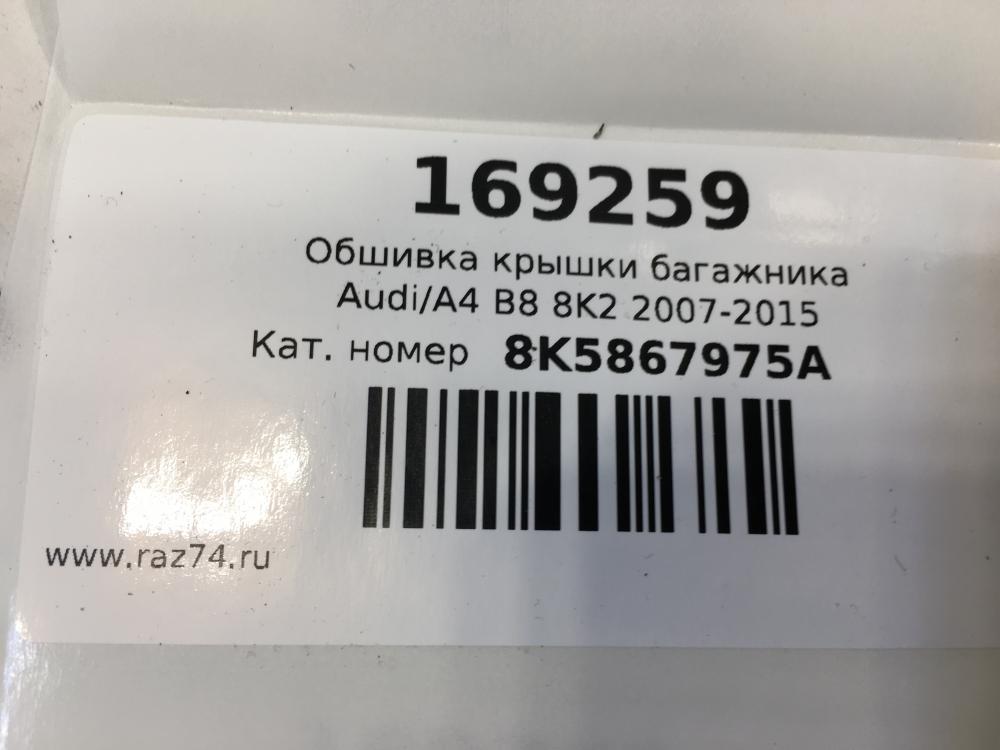 169259
Обшивка крышки багажника
Audi/A4 B8 8K2 2007-2015
Кат. номер 8K5867975A
www.raz74.ru